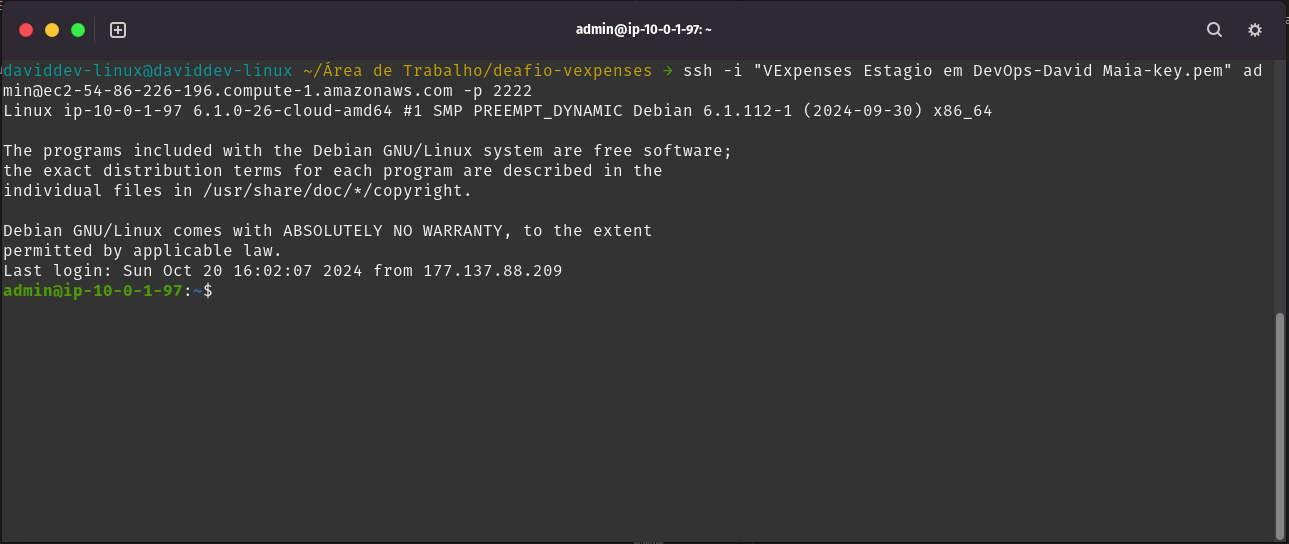 admin@ip-10-0-1-97: ~
daviddev-linux@daviddev-linux ~/Área de Trabalho/deafio-vexpenses → ssh -i "VExpenses Estagio em DevOps-David Maia-key.pem" ad
min@ec2-54-86-226-196.compute-1.amazonaws.com -p 2222
Linux ip-10-0-1-97 6.1.0-26-cloud-amd64 #1 SMP PREEMPT_DYNAMIC Debian 6.1.112-1 (2024-09-30) x86_64
The programs included with the Debian GNU/Linux system are free software;
the exact distribution terms for each program are described in the
individual files in /usr/share/doc/*/copyright.
Debian GNU/Linux comes with ABSOLUTELY NO WARRANTY, to the extent
permitted by applicable law.
Last login: Sun Oct 20 16:02:07 2024 from 177.137.88.209
admin@ip-10-0-1-97:~$